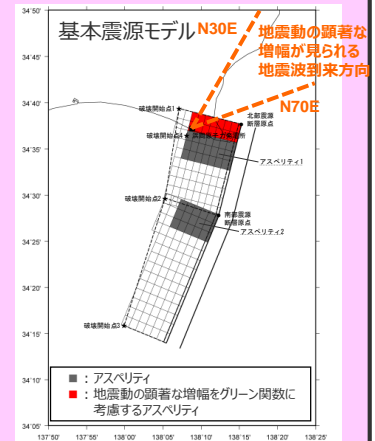 基本震源モデル
N30E
地震動の顕著な
増幅が見られる
地震波到来方向
N70E
34˚50'
34˚45'
34˚40'
34˚35'
34˚30'
34˚25'
34˚20'
34˚15'
34˚10'
34˚05'
破壊開始点1
北部震源
断層原点
破壊開始点4
アスペリティ1
破壊開始点2
南部震源
断層原点
アスペリティ2
破壊開始点3
■:アスペリティ
■:地震動の顕著な増幅をグリーン関数に
考慮するアスペリティ
137˚50' 137˚55' 138˚00' 138˚05' 138˚10' 138˚15' 138˚20' 138˚25'